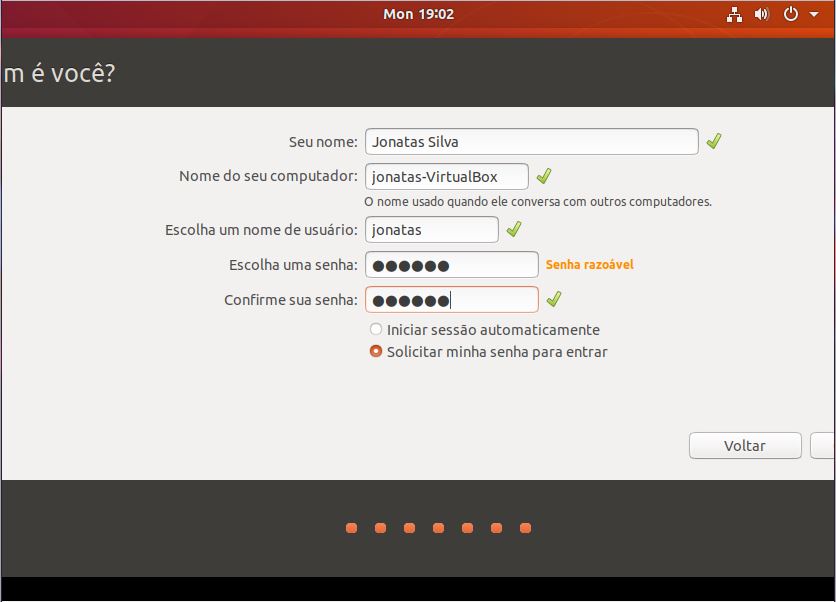 Mon 19:02
m é você?
Seu nome: Jonatas Silva
Nome do seu computador: jonatas-VirtualBox
O nome usado quando ele conversa com outros computadores.
Escolha um nome de usuário: jonatas
Escolha uma senha: ●●●●●● Senha razoável
Confirme sua senha: ●●●●●●
Iniciar sessão automaticamente
Solicitar minha senha para entrar
Voltar